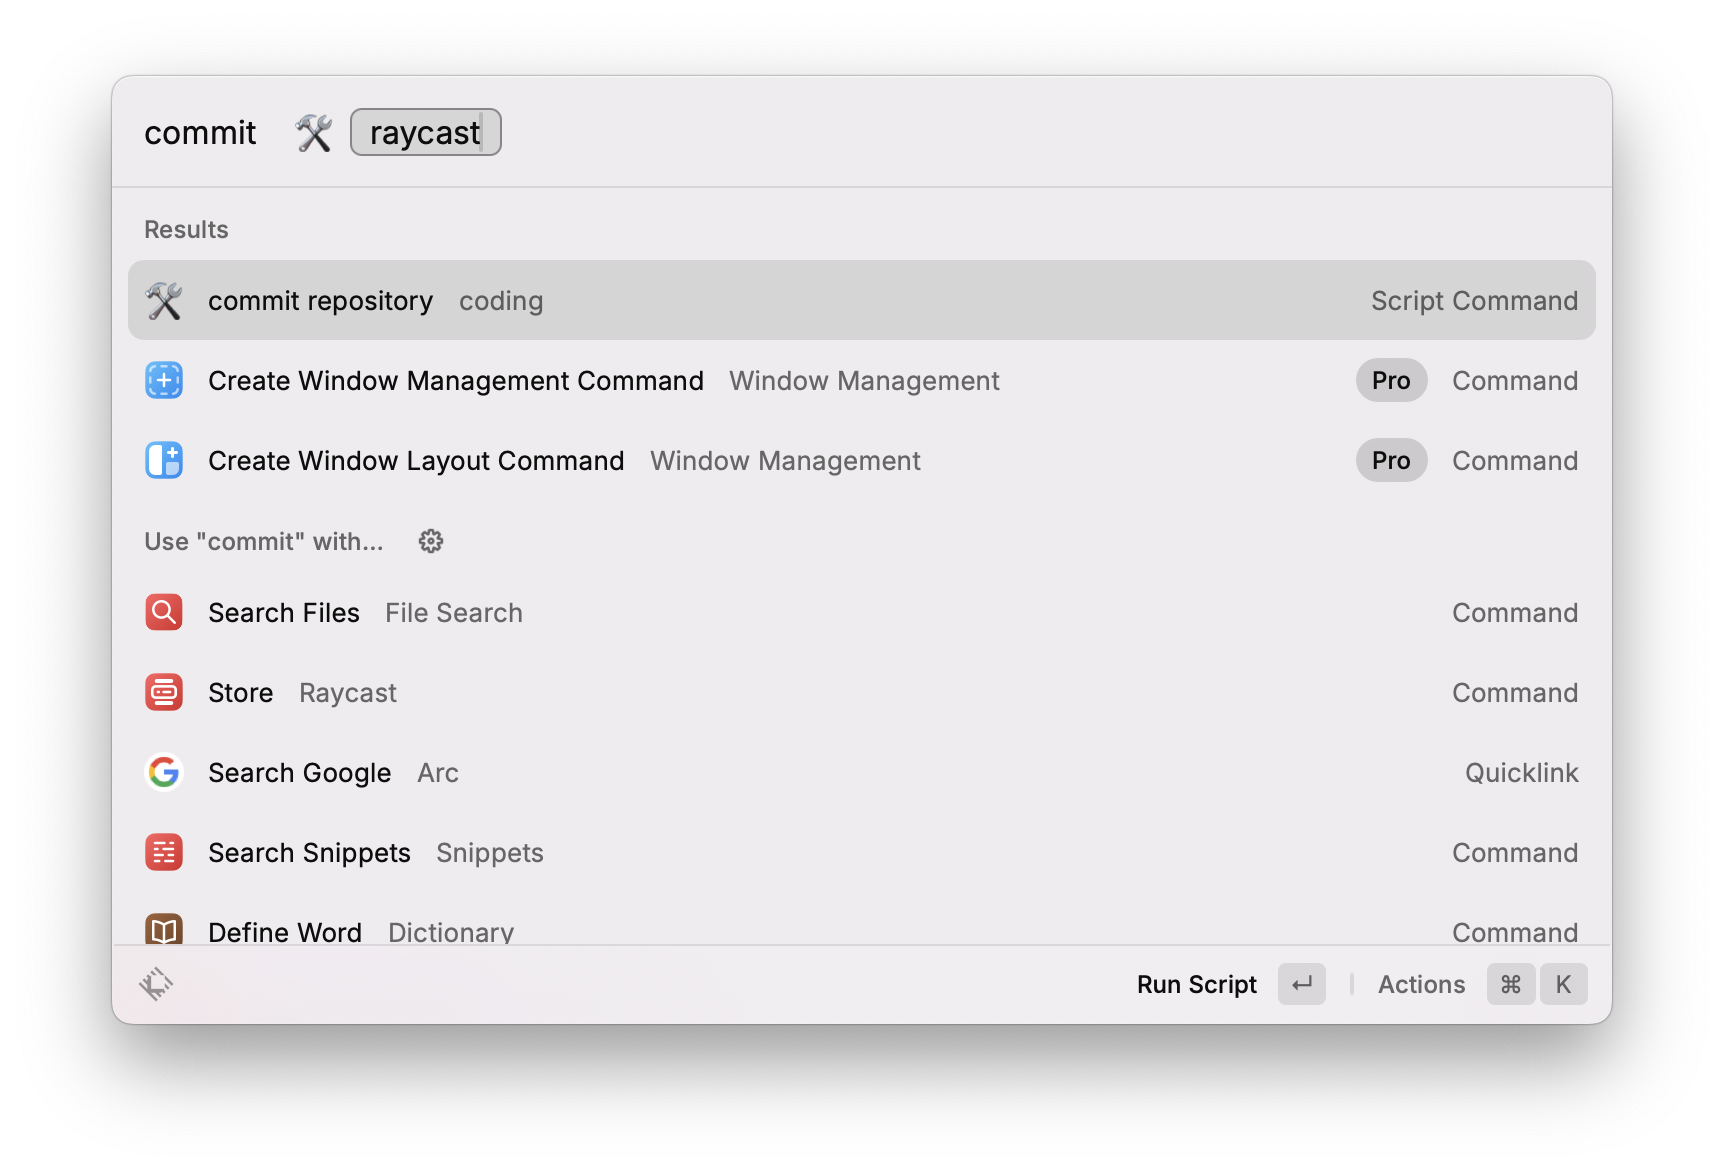 commit 🛠️ raycast
Results
commit repository coding Script Command
Create Window Management Command Window Management Pro Command
Create Window Layout Command Window Management Pro Command
Use "commit" with...
Search Files File Search Command
Store Raycast Command
Search Google Arc Quicklink
Search Snippets Snippets Command
Define Word Dictionary Command
Run Script ↵ Actions ⌘ K